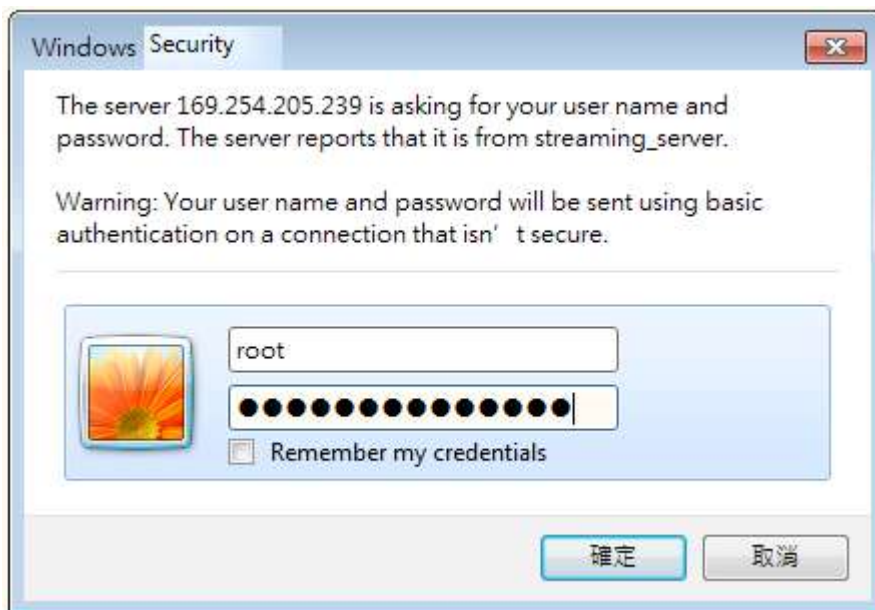 Windows Security
The server 169.254.205.239 is asking for your user name and
password. The server reports that it is from streaming_server.
Warning: Your user name and password will be sent using basic
authentication on a connection that isn’ t secure.
root
●●●●●●●●●●●●●●
Remember my credentials
確定 取消